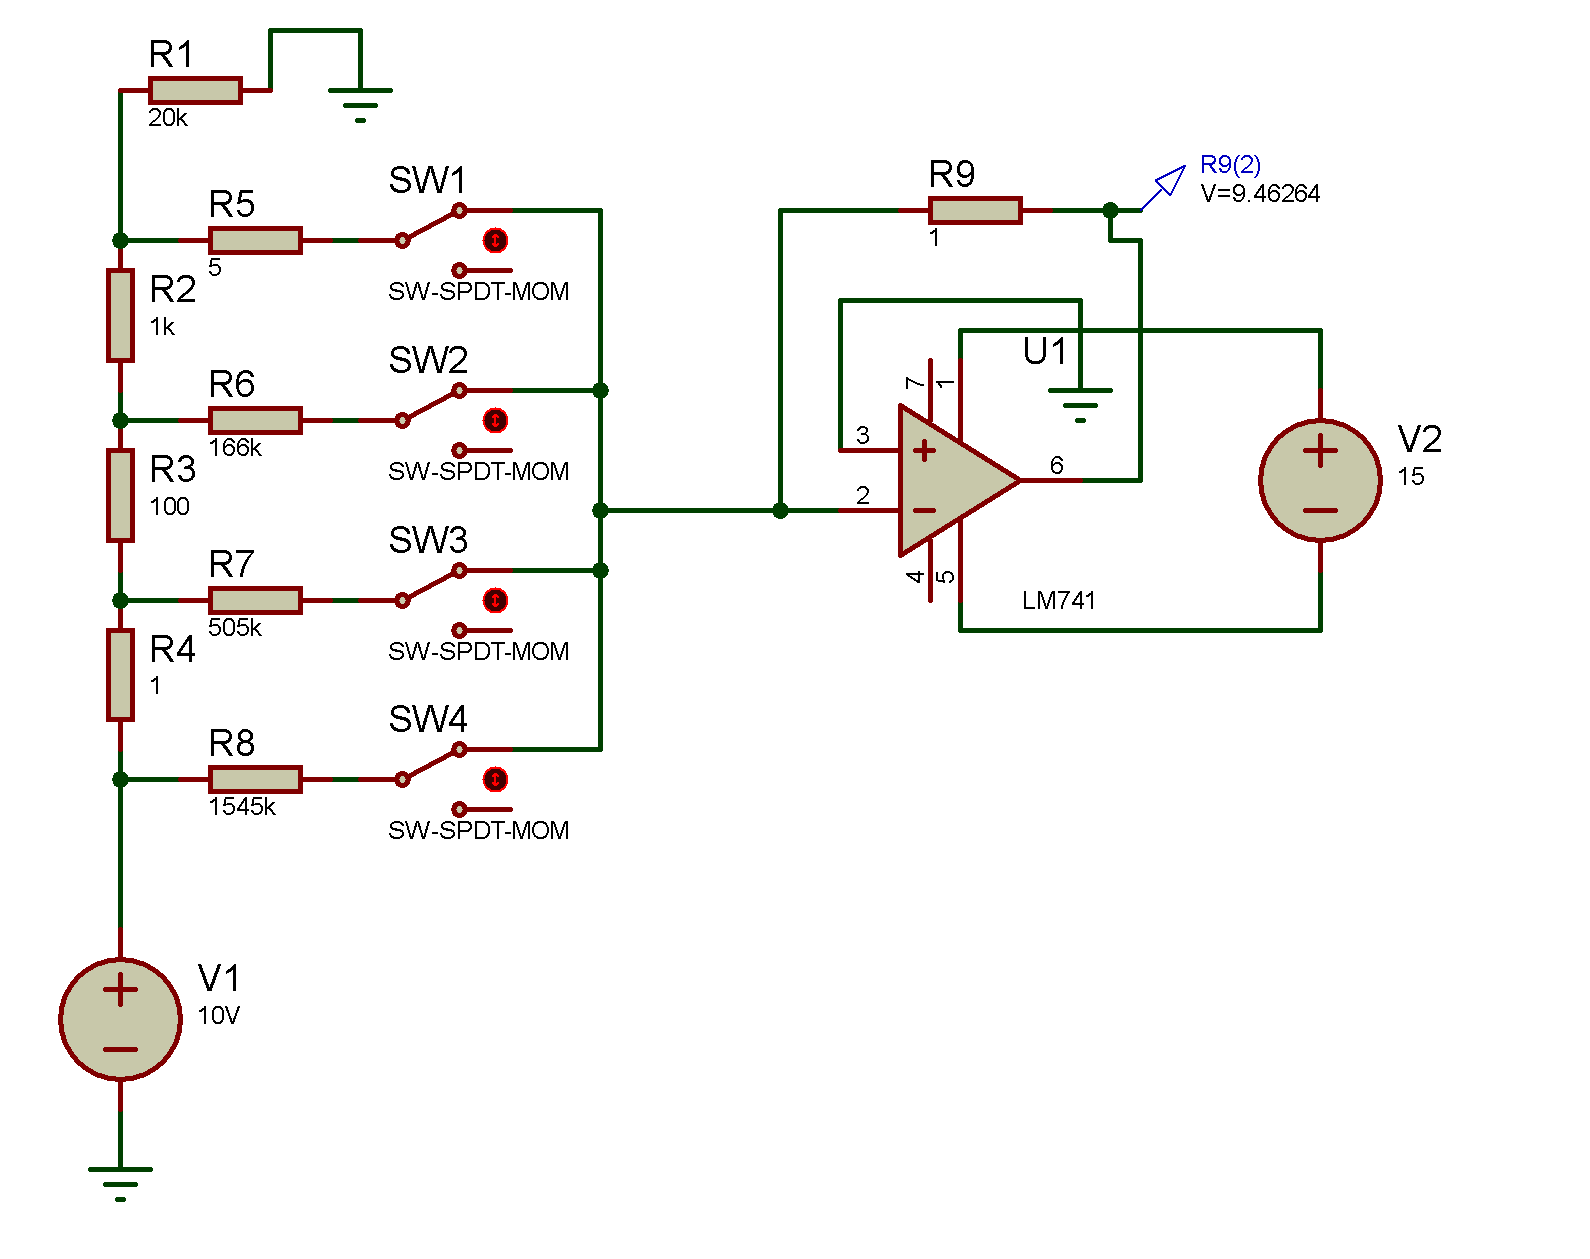 R1
20k
R5
5
SW1
SW-SPDT-MOM
R2
1k
R6
166k
SW2
SW-SPDT-MOM
R3
100
R7
505k
SW3
SW-SPDT-MOM
R4
1
R8
1545k
SW4
SW-SPDT-MOM
V1
10V
R9
1
R9(2)
V=9.46264
U1
7
1
3
2
6
4
5
LM741
V2
15